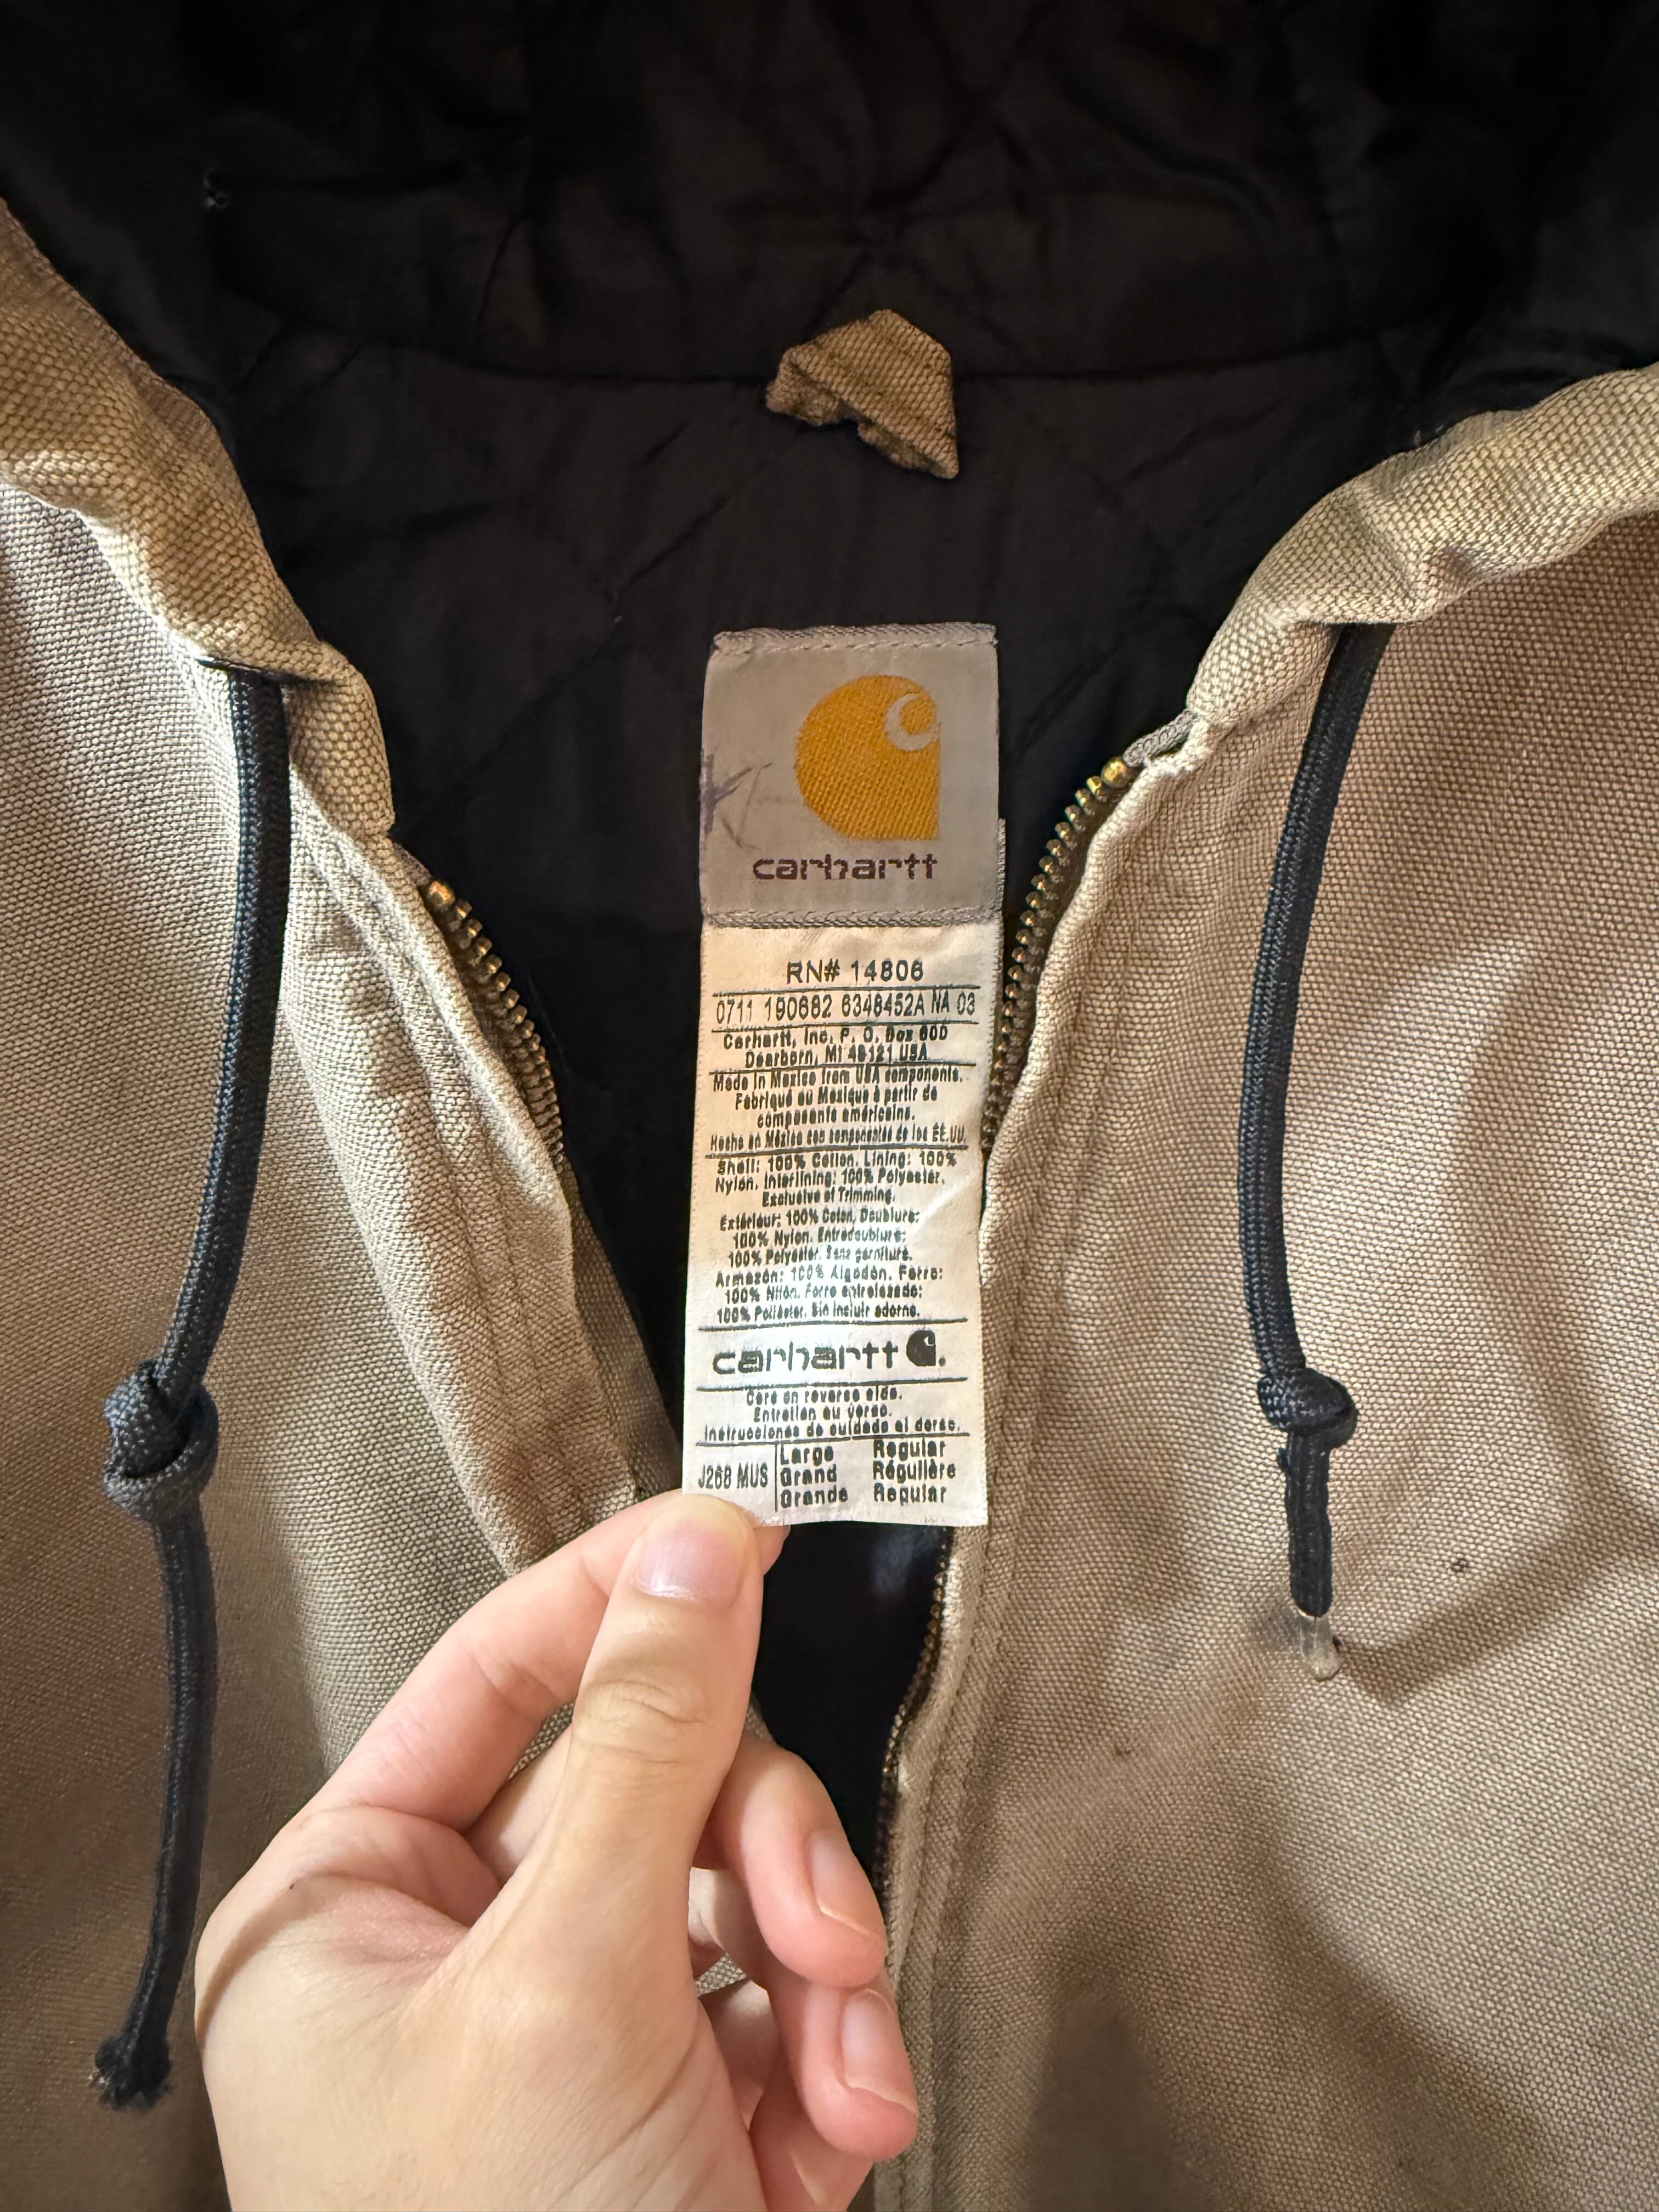 carhartt
RN# 14806
0711 190682 6348452A NA 03
Carhartt, Inc. P. O. Box 600
Dearborn, MI 48121 USA
Made in Mexico from USA components.
Fabriqué au Mexique à partir de
composants américains.
Hecho en México con componentes de los EE.UU.
Shell: 100% Cotton. Lining: 100%
Nylon. Interlining: 100% Polyester.
Exclusive of Trimming.
Extérieur: 100% Coton. Doublure:
100% Nylon. Entredoublure:
100% Polyester. Sans garniture.
Armazón: 100% Algodón. Forro:
100% Nilón. Forro entrelazado:
100% Poliéster. Sin incluir adorno.
carhartt
Care on reverse side.
Entretien au verso.
Instrucciones de cuidado al dorso.
J268 MUS
Large Regular
Grand Régulière
Grande Regular